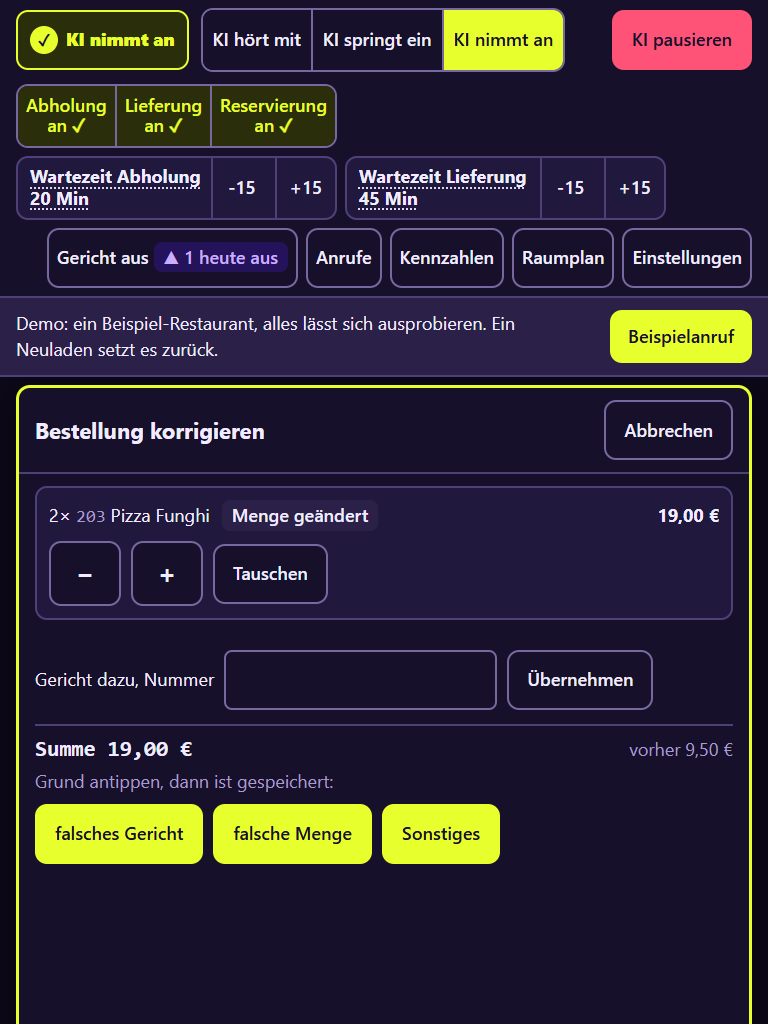 ✓ KI nimmt an
KI hört mit
KI springt ein
KI nimmt an
KI pausieren
Abholung
an ✓
Lieferung
an ✓
Reservierung
an ✓
Wartezeit Abholung
20 Min
-15
+15
Wartezeit Lieferung
45 Min
-15
+15
Gericht aus ▲ 1 heute aus
Anrufe
Kennzahlen
Raumplan
Einstellungen
Demo: ein Beispiel-Restaurant, alles lässt sich ausprobieren. Ein
Neuladen setzt es zurück.
Beispielanruf
Bestellung korrigieren
Abbrechen
2× 203 Pizza Funghi Menge geändert 19,00 €
− + Tauschen
Gericht dazu, Nummer
Übernehmen
Summe 19,00 €
vorher 9,50 €
Grund antippen, dann ist gespeichert:
falsches Gericht
falsche Menge
Sonstiges